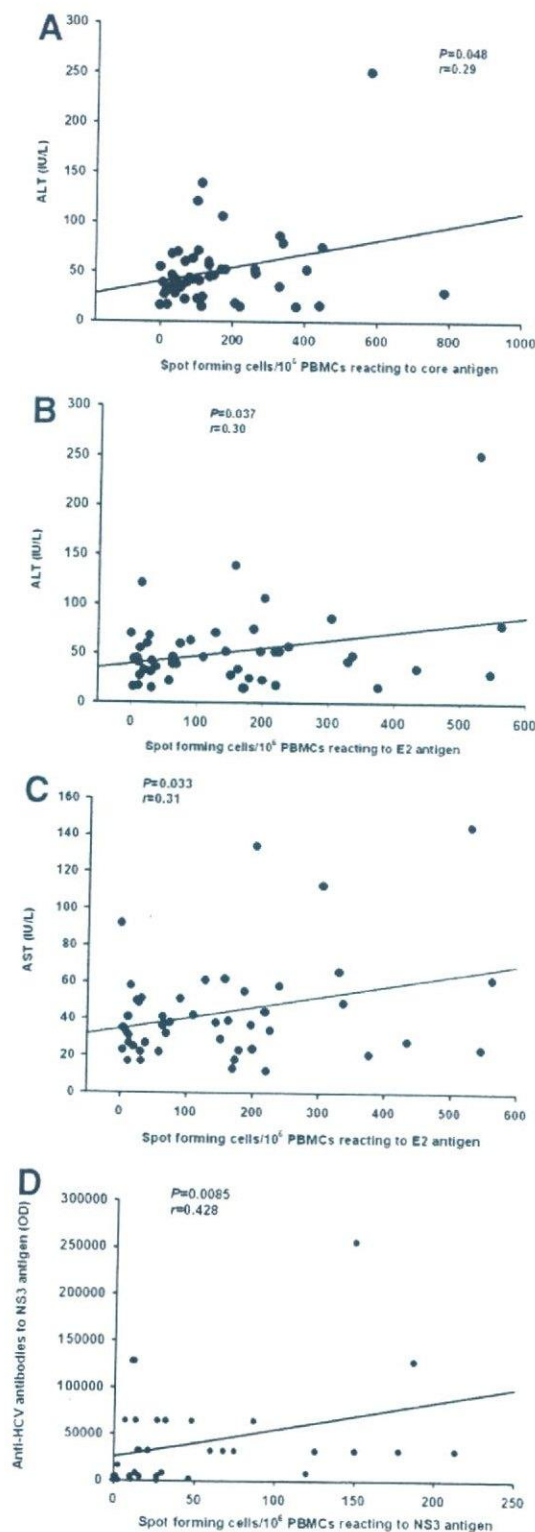 A
P=0.048
r=0.29
300
250
200
150
100
50
0
ALT (IU/L)
0 200 400 600 800 1000
Spot forming cells/10⁶ PBMCs reacting to core antigen
B
P=0.037
r=0.30
300
250
200
150
100
50
0
ALT (IU/L)
0 100 200 300 400 500 600
Spot forming cells/10⁶ PBMCs reacting to E2 antigen
C
P=0.033
r=0.31
160
140
120
100
80
60
40
20
0
AST (IU/L)
0 100 200 300 400 500 600
Spot forming cells/10⁶ PBMCs reacting to E2 antigen
D
P=0.0085
r=0.428
300000
250000
200000
150000
100000
50000
0
Anti-HCV antibodies to NS3 antigen (OD)
0 50 100 150 200 250
Spot forming cells/10⁶ PBMCs reacting to NS3 antigen